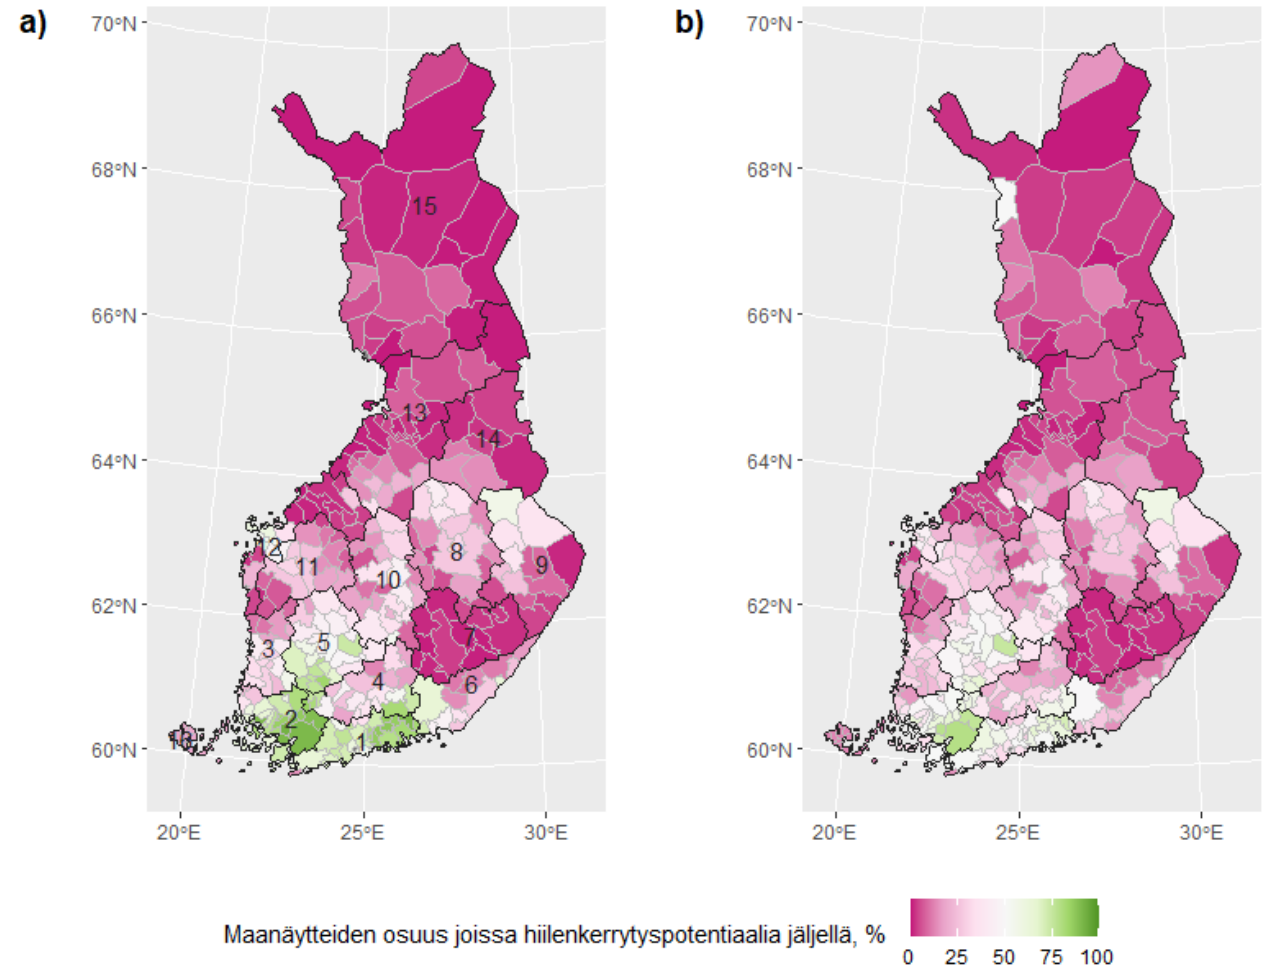 a)
b)
70°N
68°N
66°N
64°N
62°N
60°N
20°E
25°E
30°E
15
13
14
12
11
8
10
9
3
5
7
4
6
2
1
16
70°N
68°N
66°N
64°N
62°N
60°N
20°E
25°E
30°E
Maanäytteiden osuus joissa hiilenkerrytyspotentiaalia jäljellä, %
0 25 50 75 100